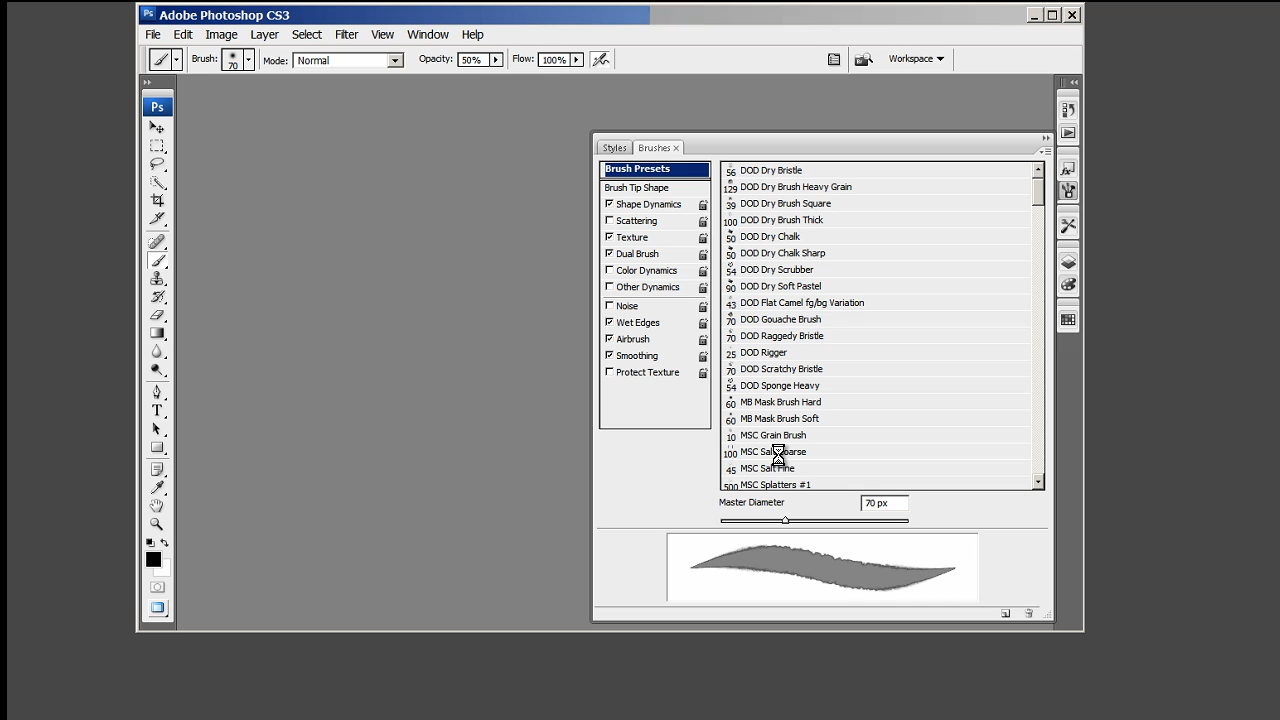 Ps Adobe Photoshop CS3
File Edit Image Layer Select Filter View Window Help
Brush: 70 Mode: Normal Opacity: 50% Flow: 100% Workspace
Ps
T
Styles Brushes
Brush Presets
Brush Tip Shape
Shape Dynamics
Scattering
Texture
Dual Brush
Color Dynamics
Other Dynamics
Noise
Wet Edges
Airbrush
Smoothing
Protect Texture
56 DOD Dry Bristle
129 DOD Dry Brush Heavy Grain
39 DOD Dry Brush Square
100 DOD Dry Brush Thick
50 DOD Dry Chalk
50 DOD Dry Chalk Sharp
54 DOD Dry Scrubber
90 DOD Dry Soft Pastel
43 DOD Flat Camel fg/bg Variation
70 DOD Gouache Brush
70 DOD Raggedy Bristle
25 DOD Rigger
70 DOD Scratchy Bristle
54 DOD Sponge Heavy
60 MB Mask Brush Hard
60 MB Mask Brush Soft
10 MSC Grain Brush
100 MSC Salt Coarse
45 MSC Salt Fine
500 MSC Splatters #1
Master Diameter 70 px